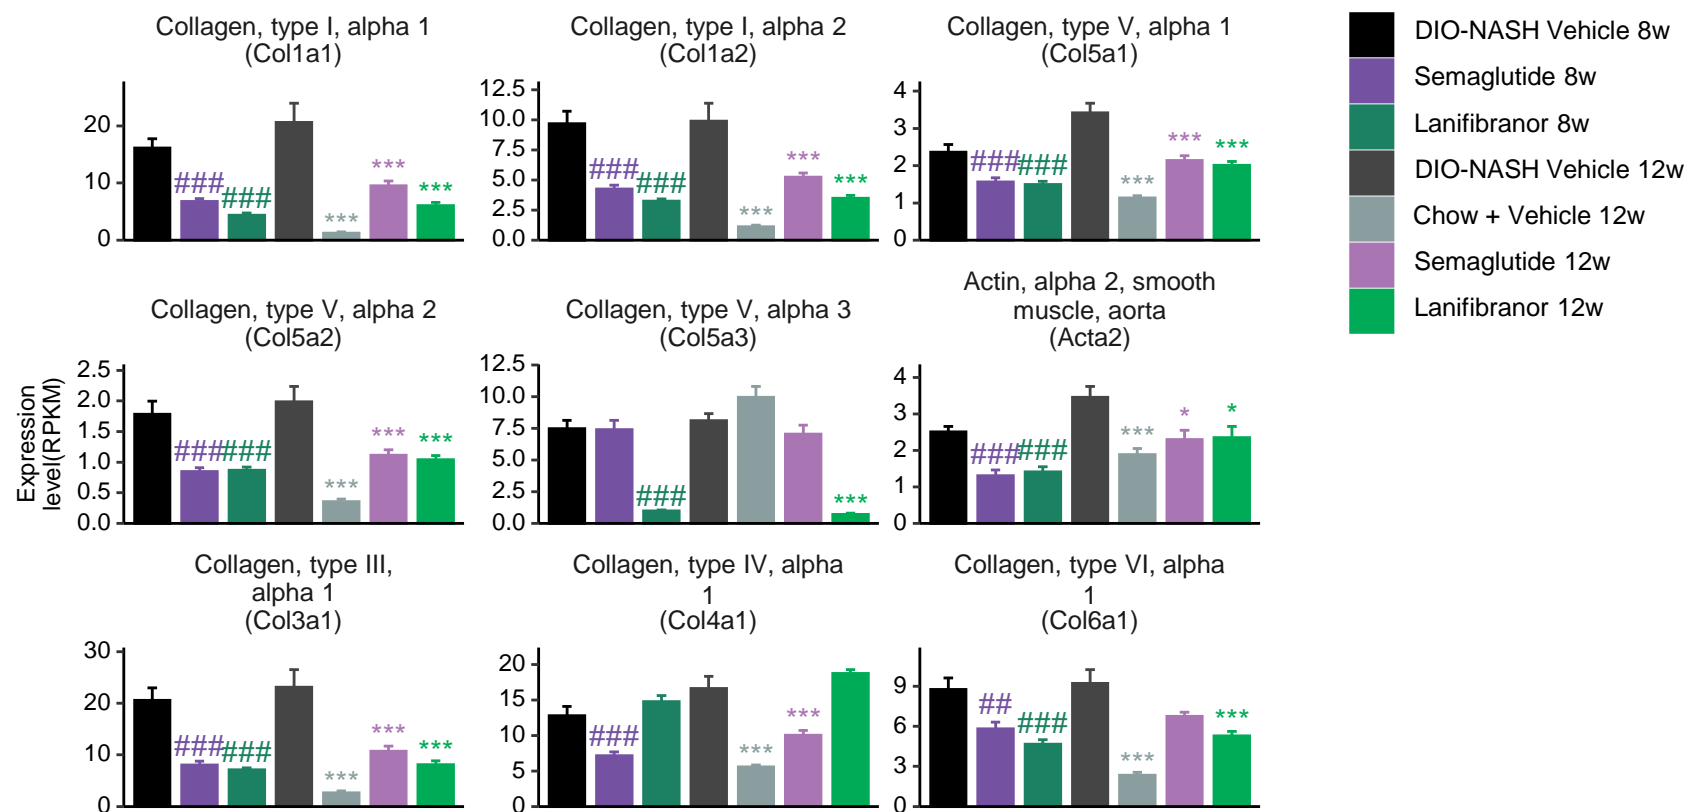 Collagen, type I, alpha 1
(Col1a1)
20
10
0
###
###
***
***
***
Collagen, type I, alpha 2
(Col1a2)
12.5
10.0
7.5
5.0
2.5
0.0
###
###
***
***
***
Collagen, type V, alpha 1
(Col5a1)
4
3
2
1
0
###
###
***
***
***
DIO-NASH Vehicle 8w
Semaglutide 8w
Lanifibranor 8w
DIO-NASH Vehicle 12w
Chow + Vehicle 12w
Semaglutide 12w
Lanifibranor 12w
Expression
level(RPKM)
Collagen, type V, alpha 2
(Col5a2)
2.5
2.0
1.5
1.0
0.5
0.0
###
###
***
***
***
Collagen, type V, alpha 3
(Col5a3)
12.5
10.0
7.5
5.0
2.5
0.0
###
***
Actin, alpha 2, smooth
muscle, aorta
(Acta2)
4
3
2
1
0
###
###
***
*
*
Collagen, type III,
alpha 1
(Col3a1)
30
20
10
0
###
###
***
***
***
Collagen, type IV, alpha
1
(Col4a1)
20
15
10
5
0
###
***
***
Collagen, type VI, alpha
1
(Col6a1)
9
6
3
0
##
###
***
***